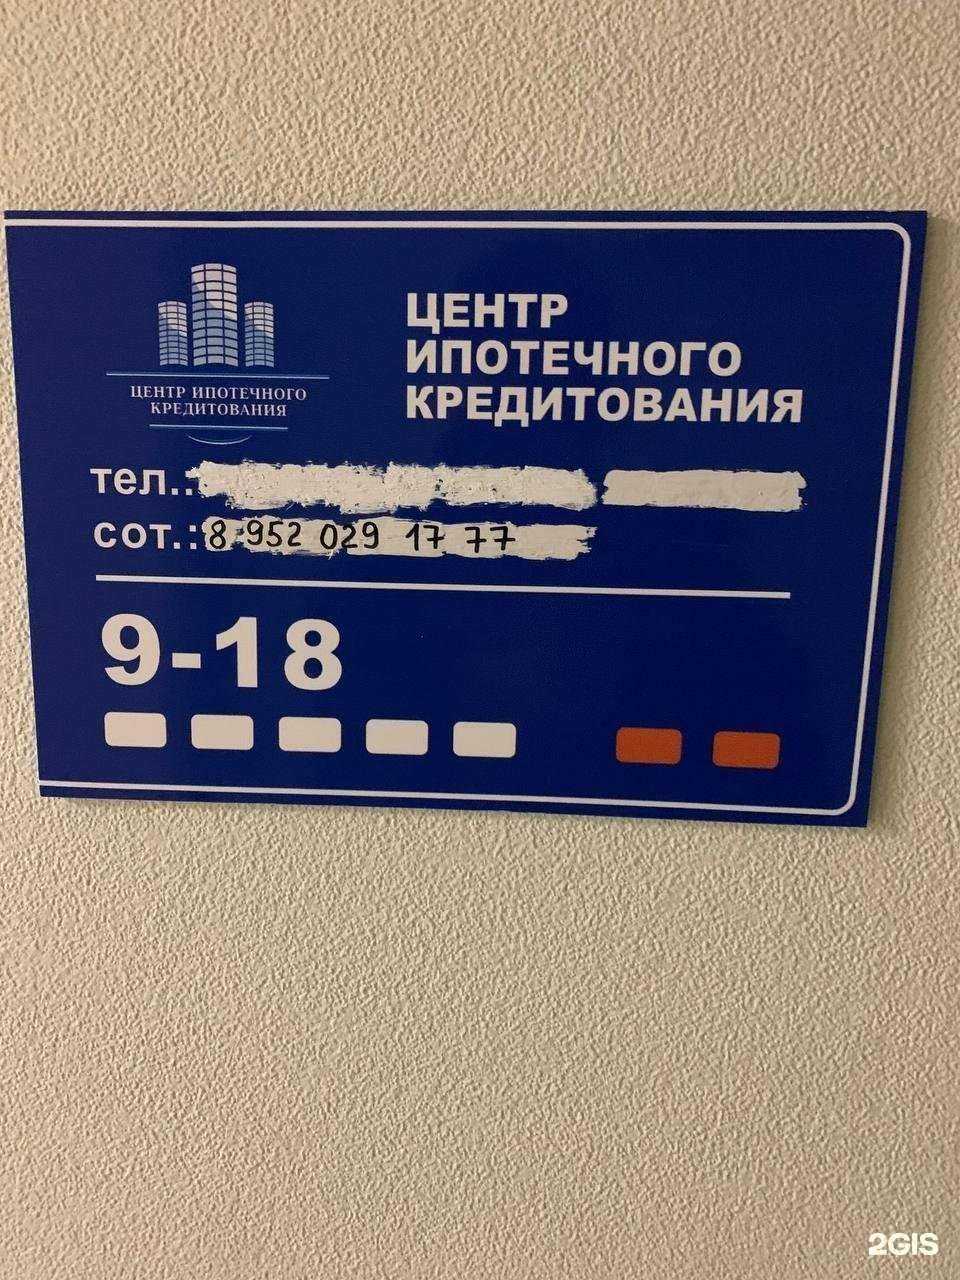 ЦЕНТР ИПОТЕЧНОГО
КРЕДИТОВАНИЯ
ЦЕНТР
ИПОТЕЧНОГО
КРЕДИТОВАНИЯ
тел.:
сот.: 8 952 029 17 77
9-18
2GIS